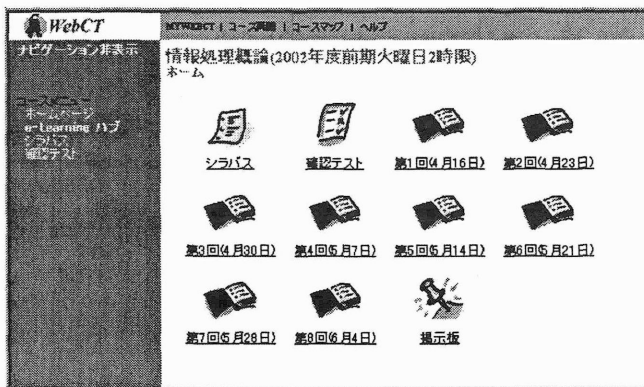 WebCT
MYWEBCT | コース再開 | コースマップ | ヘルプ
ナビゲーション非表示
情報処理概論(2002年度前期火曜日2時限)
ホーム
コースメニュー
ホームページ
e-Learning ハブ
シラバス
確認テスト
シラバス
確認テスト
第1回(4月16日)
第2回(4月23日)
第3回(4月30日)
第4回(5月7日)
第5回(5月14日)
第6回(5月21日)
第7回(5月28日)
第8回(6月4日)
掲示板